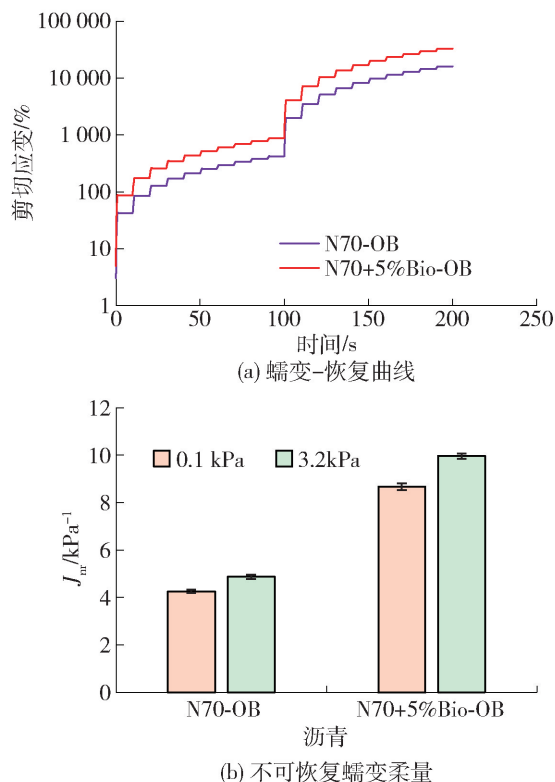 100 000
10 000
1 000
100
10
1
剪切应变/%
N70-OB
N70+5%Bio-OB
0
50
100
150
200
250
时间/s
(a) 蠕变-恢复曲线
12
10
8
6
4
2
0
Jnr/kPa⁻¹
0.1 kPa
3.2kPa
N70-OB
N70+5%Bio-OB
沥青
(b) 不可恢复蠕变柔量